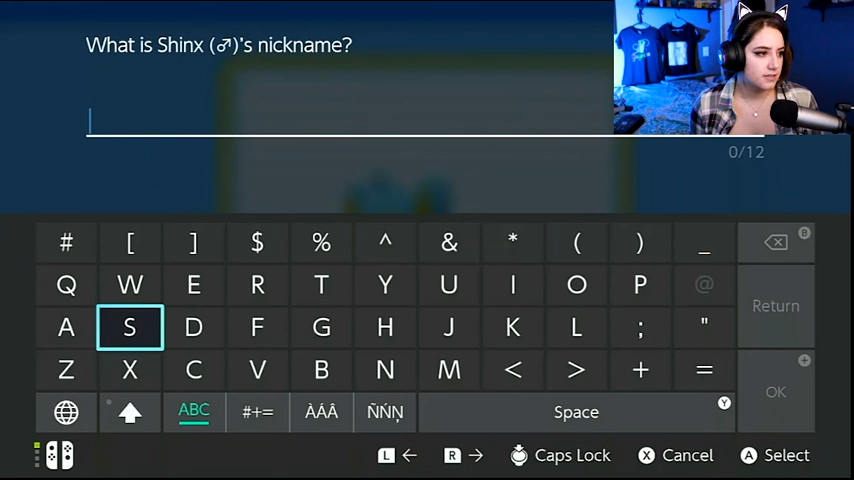 What is Shinx (♂)'s nickname?
0/12
# [ ] $ % ^ & * ( ) _ B
Q W E R T Y U I O P @ Return
A S D F G H J K L ; "
Z X C V B N M < > + = OK
ABC #+= ÀÁÂ ÑŃŅ Space Y
L ← R → Caps Lock X Cancel A Select